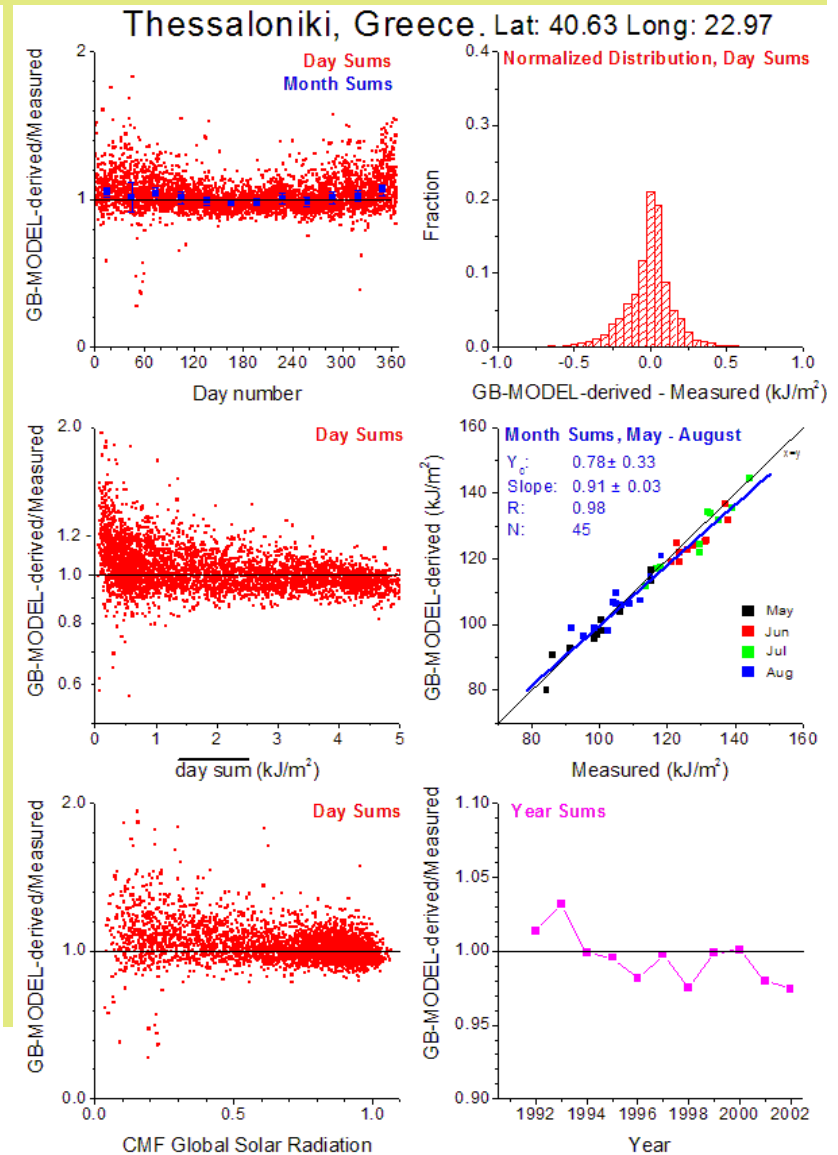 Thessaloniki, Greece. Lat: 40.63 Long: 22.97
GB-MODEL-derived/Measured
2
1
0
Day Sums
Month Sums
0 60 120 180 240 300 360
Day number
Fraction
0.4
0.3
0.2
0.1
0.0
Normalized Distribution, Day Sums
-1.0 -0.5 0.0 0.5 1.0
GB-MODEL-derived - Measured (kJ/m²)
GB-MODEL-derived/Measured
2.0
1.2
1.0
0.8
0.6
Day Sums
0 1 2 3 4 5
day sum (kJ/m²)
GB-MODEL-derived (kJ/m²)
160
140
120
100
80
Month Sums, May - August
Y₀: 0.78± 0.33
Slope: 0.91 ± 0.03
R: 0.98
N: 45
x=y
May
Jun
Jul
Aug
80 100 120 140 160
Measured (kJ/m²)
GB-MODEL-derived/Measured
2.0
1.0
0.0
Day Sums
0.0 0.5 1.0
CMF Global Solar Radiation
GB-MODEL-derived/Measured
1.10
1.05
1.00
0.95
0.90
Year Sums
1992 1994 1996 1998 2000 2002
Year